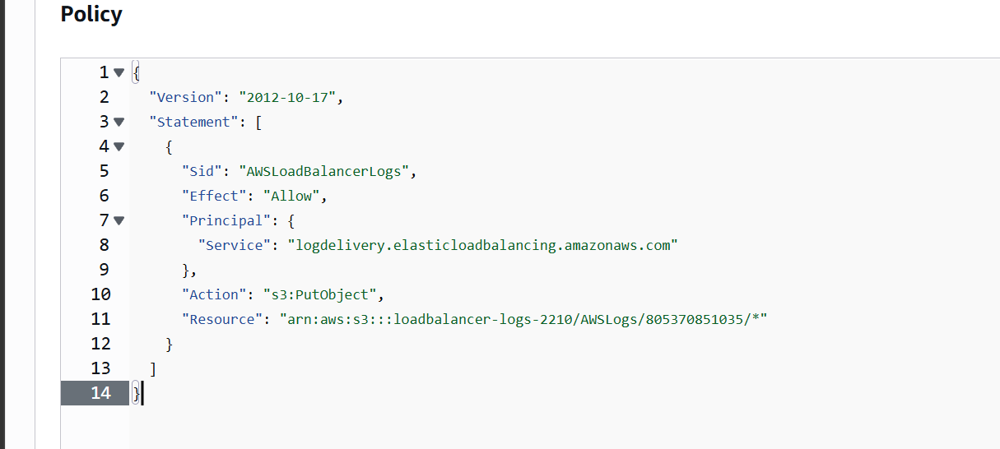 Policy
1 {
2 "Version": "2012-10-17",
3 "Statement": [
4 {
5 "Sid": "AWSLoadBalancerLogs",
6 "Effect": "Allow",
7 "Principal": {
8 "Service": "logdelivery.elasticloadbalancing.amazonaws.com"
9 },
10 "Action": "s3:PutObject",
11 "Resource": "arn:aws:s3:::loadbalancer-logs-2210/AWSLogs/805370851035/*"
12 }
13 ]
14 }